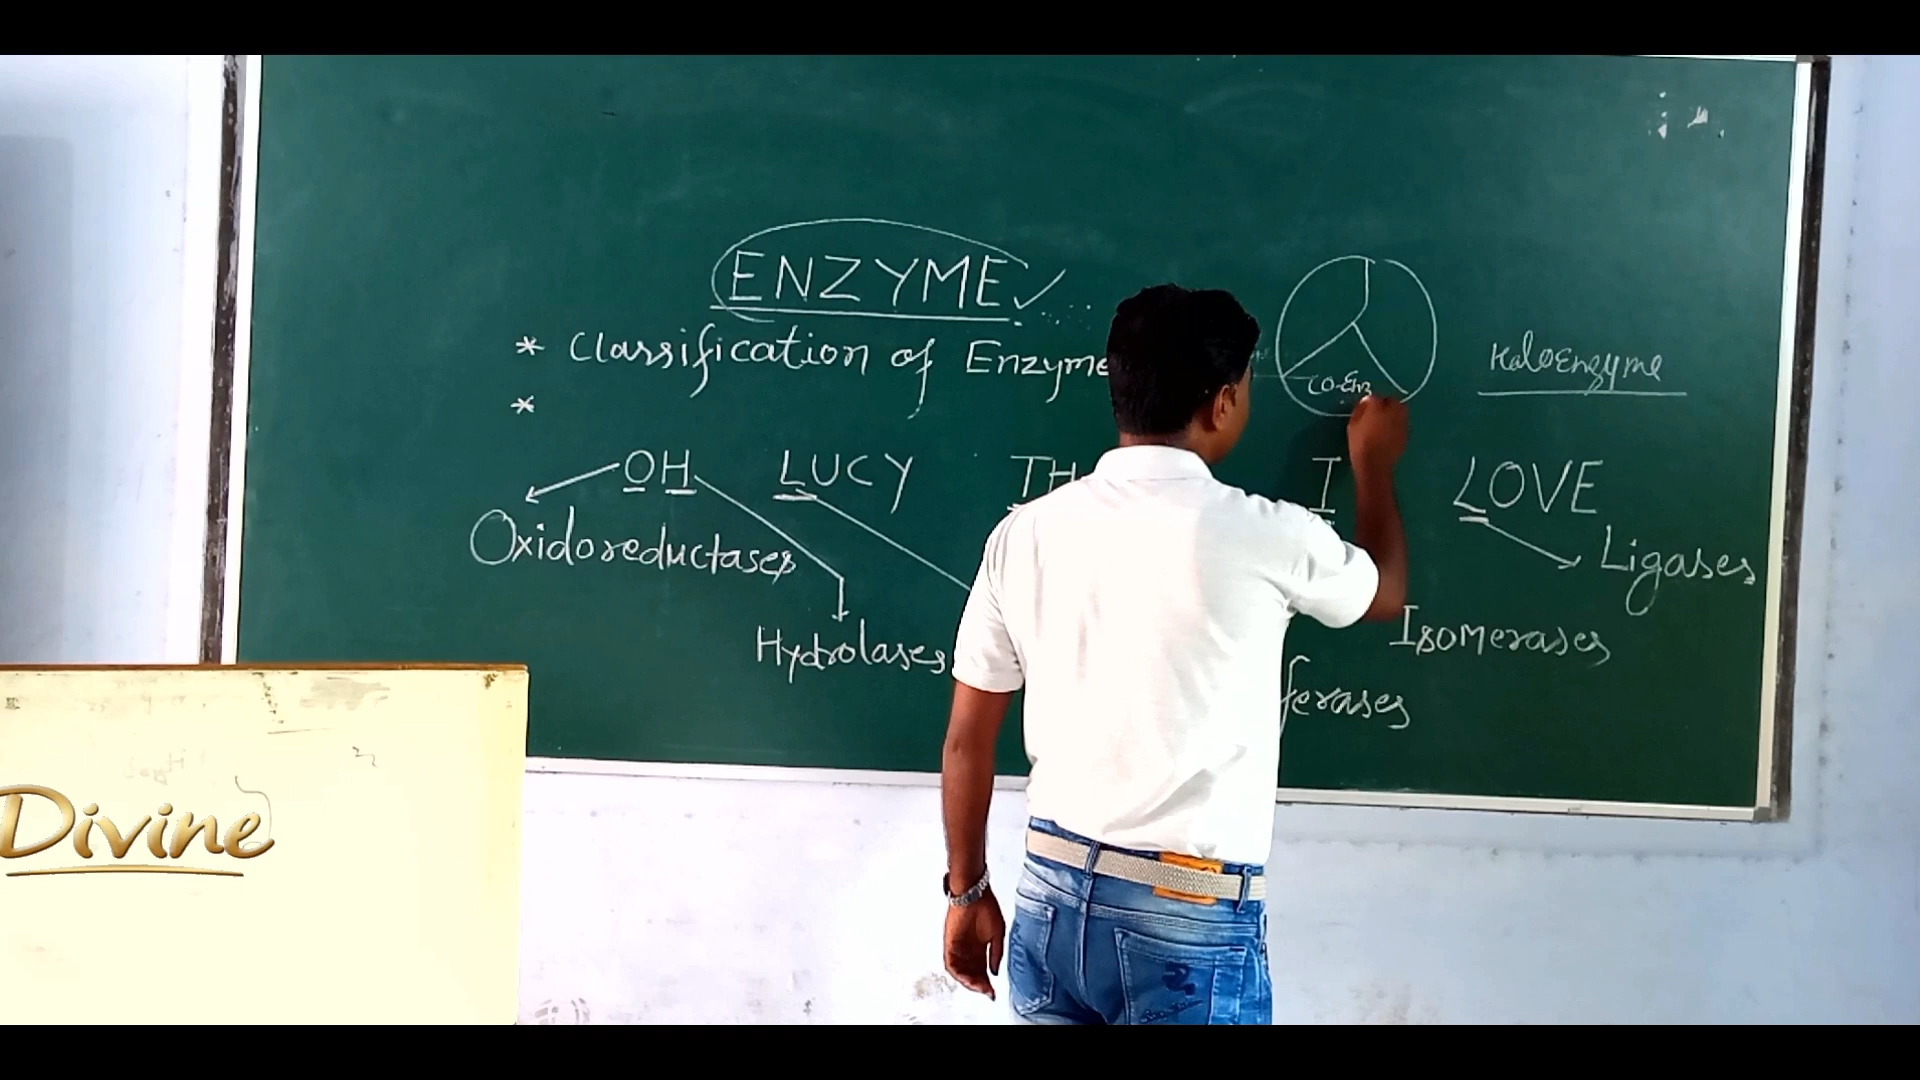 ENZYME
* Classification of Enzyme
*
HaloEnzyme
CO-Enz
OH LUCY TH I LOVE
Oxidoreductases
Ligases
Hydrolases
Isomerases
ferases
Divine